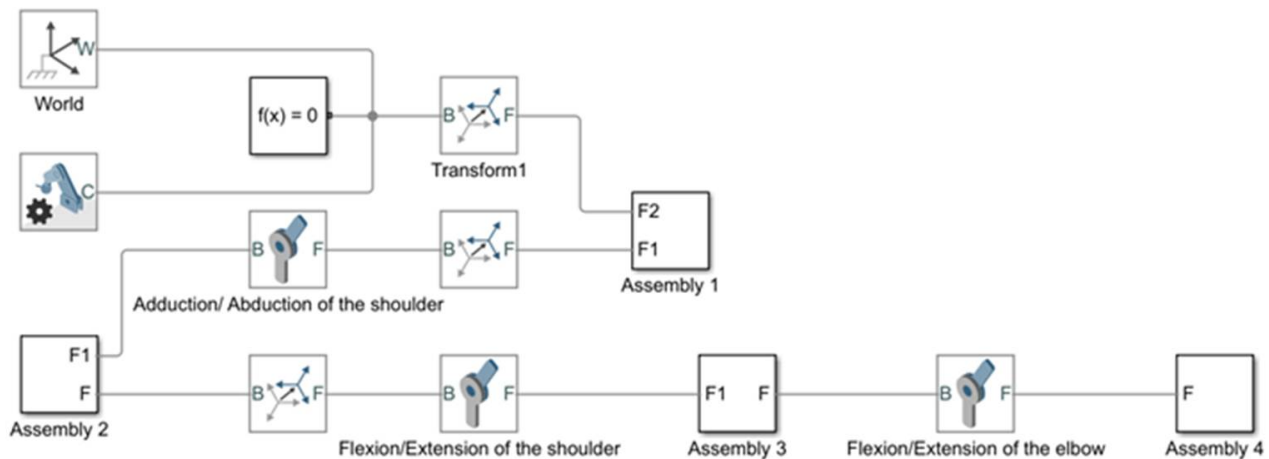 W
World
f(x) = 0
B F
Transform1
C
F2
B F B F F1
Adduction/ Abduction of the shoulder
Assembly 1
F1
F B F B F F1 F B F F
Assembly 2
Flexion/Extension of the shoulder
Assembly 3
Flexion/Extension of the elbow
Assembly 4